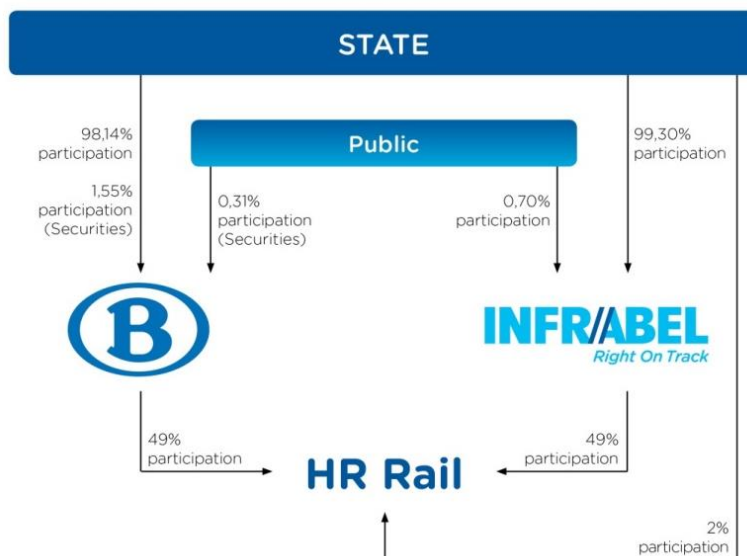 STATE
98,14%
participation
1,55%
participation
(Securities)
Public
0,31%
participation
(Securities)
0,70%
participation
99,30%
participation
B
INFRABEL
Right On Track
49%
participation
HR Rail
49%
participation
2%
participation